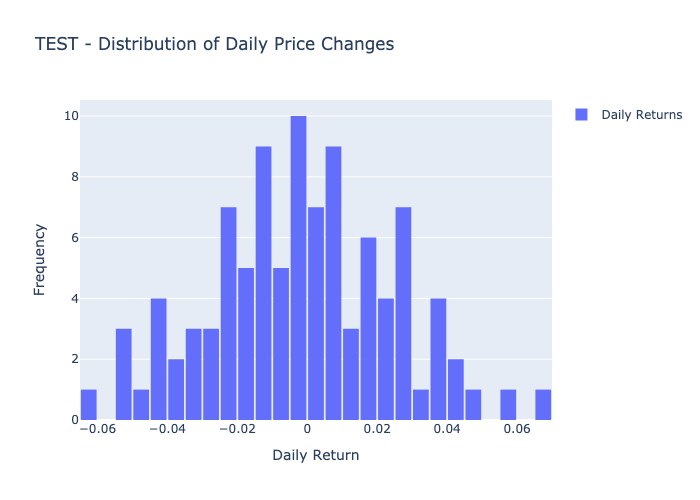 TEST - Distribution of Daily Price Changes
Daily Returns
10
8
6
4
2
0
Frequency
−0.06 −0.04 −0.02 0 0.02 0.04 0.06
Daily Return